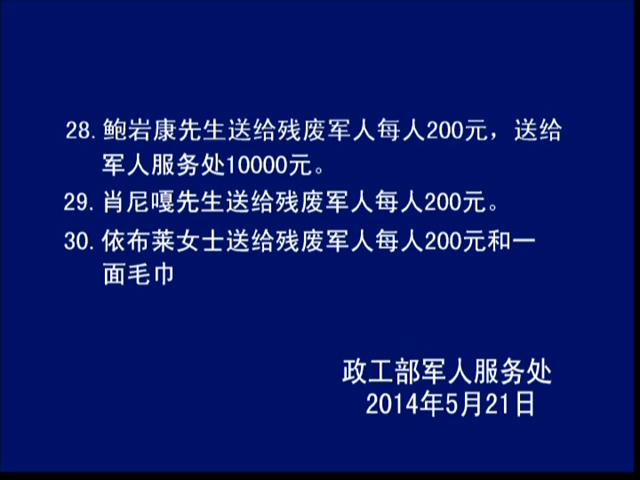 28. 鲍岩康先生送给残废军人每人200元，送给
军人服务处10000元。
29. 肖尼嘎先生送给残废军人每人200元。
30. 依布莱女士送给残废军人每人200元和一
面毛巾
政工部军人服务处
2014年5月21日